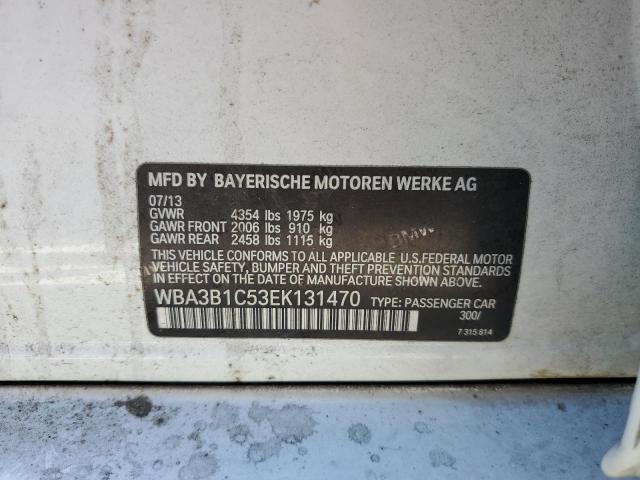 MFD BY BAYERISCHE MOTOREN WERKE AG
07/13
GVWR 4354 lbs 1975 kg
GAWR FRONT 2006 lbs 910 kg
GAWR REAR 2458 lbs 1115 kg
BMW
THIS VEHICLE CONFORMS TO ALL APPLICABLE U.S.FEDERAL MOTOR
VEHICLE SAFETY, BUMPER AND THEFT PREVENTION STANDARDS
IN EFFECT ON THE DATE OF MANUFACTURE SHOWN ABOVE.
WBA3B1C53EK131470 TYPE: PASSENGER CAR
300/
7 315 814